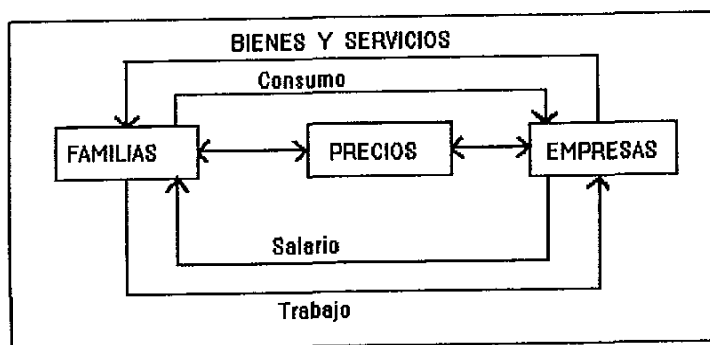 BIENES Y SERVICIOS
Consumo
FAMILIAS
PRECIOS
EMPRESAS
Salario
Trabajo